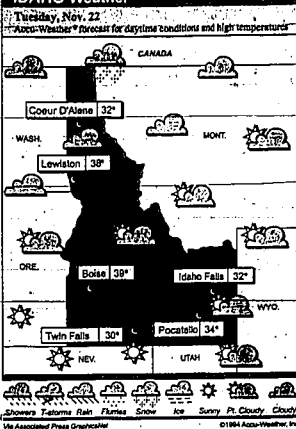 IDAHO Weather
Tuesday, Nov. 22
Accu-Weather® forecast for daytime conditions and high temperatures
CANADA
Coeur D'Alene 32°
WASH.
MONT.
Lewiston 38°
ORE.
Boise 39°
Idaho Falls 32°
WYO.
Twin Falls 30°
Pocatello 34°
NEV.
UTAH
Showers T-storms Rain Flurries Snow Ice Sunny Pt. Cloudy Cloudy
Via Associated Press GraphicsNet
©1994 Accu-Weather, Inc.